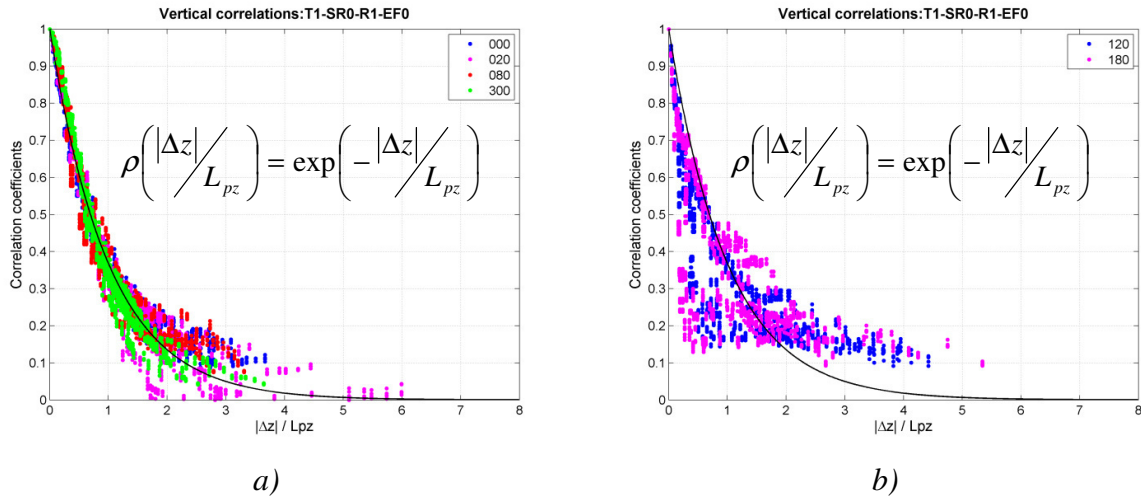 Vertical correlations:T1-SR0-R1-EF0
000
020
080
300
ρ(|Δz|/L_pz) = exp(-|Δz|/L_pz)
Correlation coefficients
1
0.9
0.8
0.7
0.6
0.5
0.4
0.3
0.2
0.1
0
0 1 2 3 4 5 6 7 8
|Δz| / Lpz
a)
Vertical correlations:T1-SR0-R1-EF0
120
180
ρ(|Δz|/L_pz) = exp(-|Δz|/L_pz)
Correlation coefficients
1
0.9
0.8
0.7
0.6
0.5
0.4
0.3
0.2
0.1
0
0 1 2 3 4 5 6 7 8
|Δz| / Lpz
b)